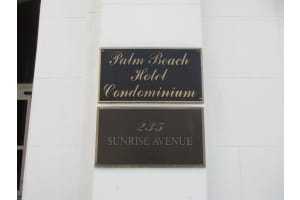 Palm Beach
Hotel
Condominium
235
SUNRISE AVENUE